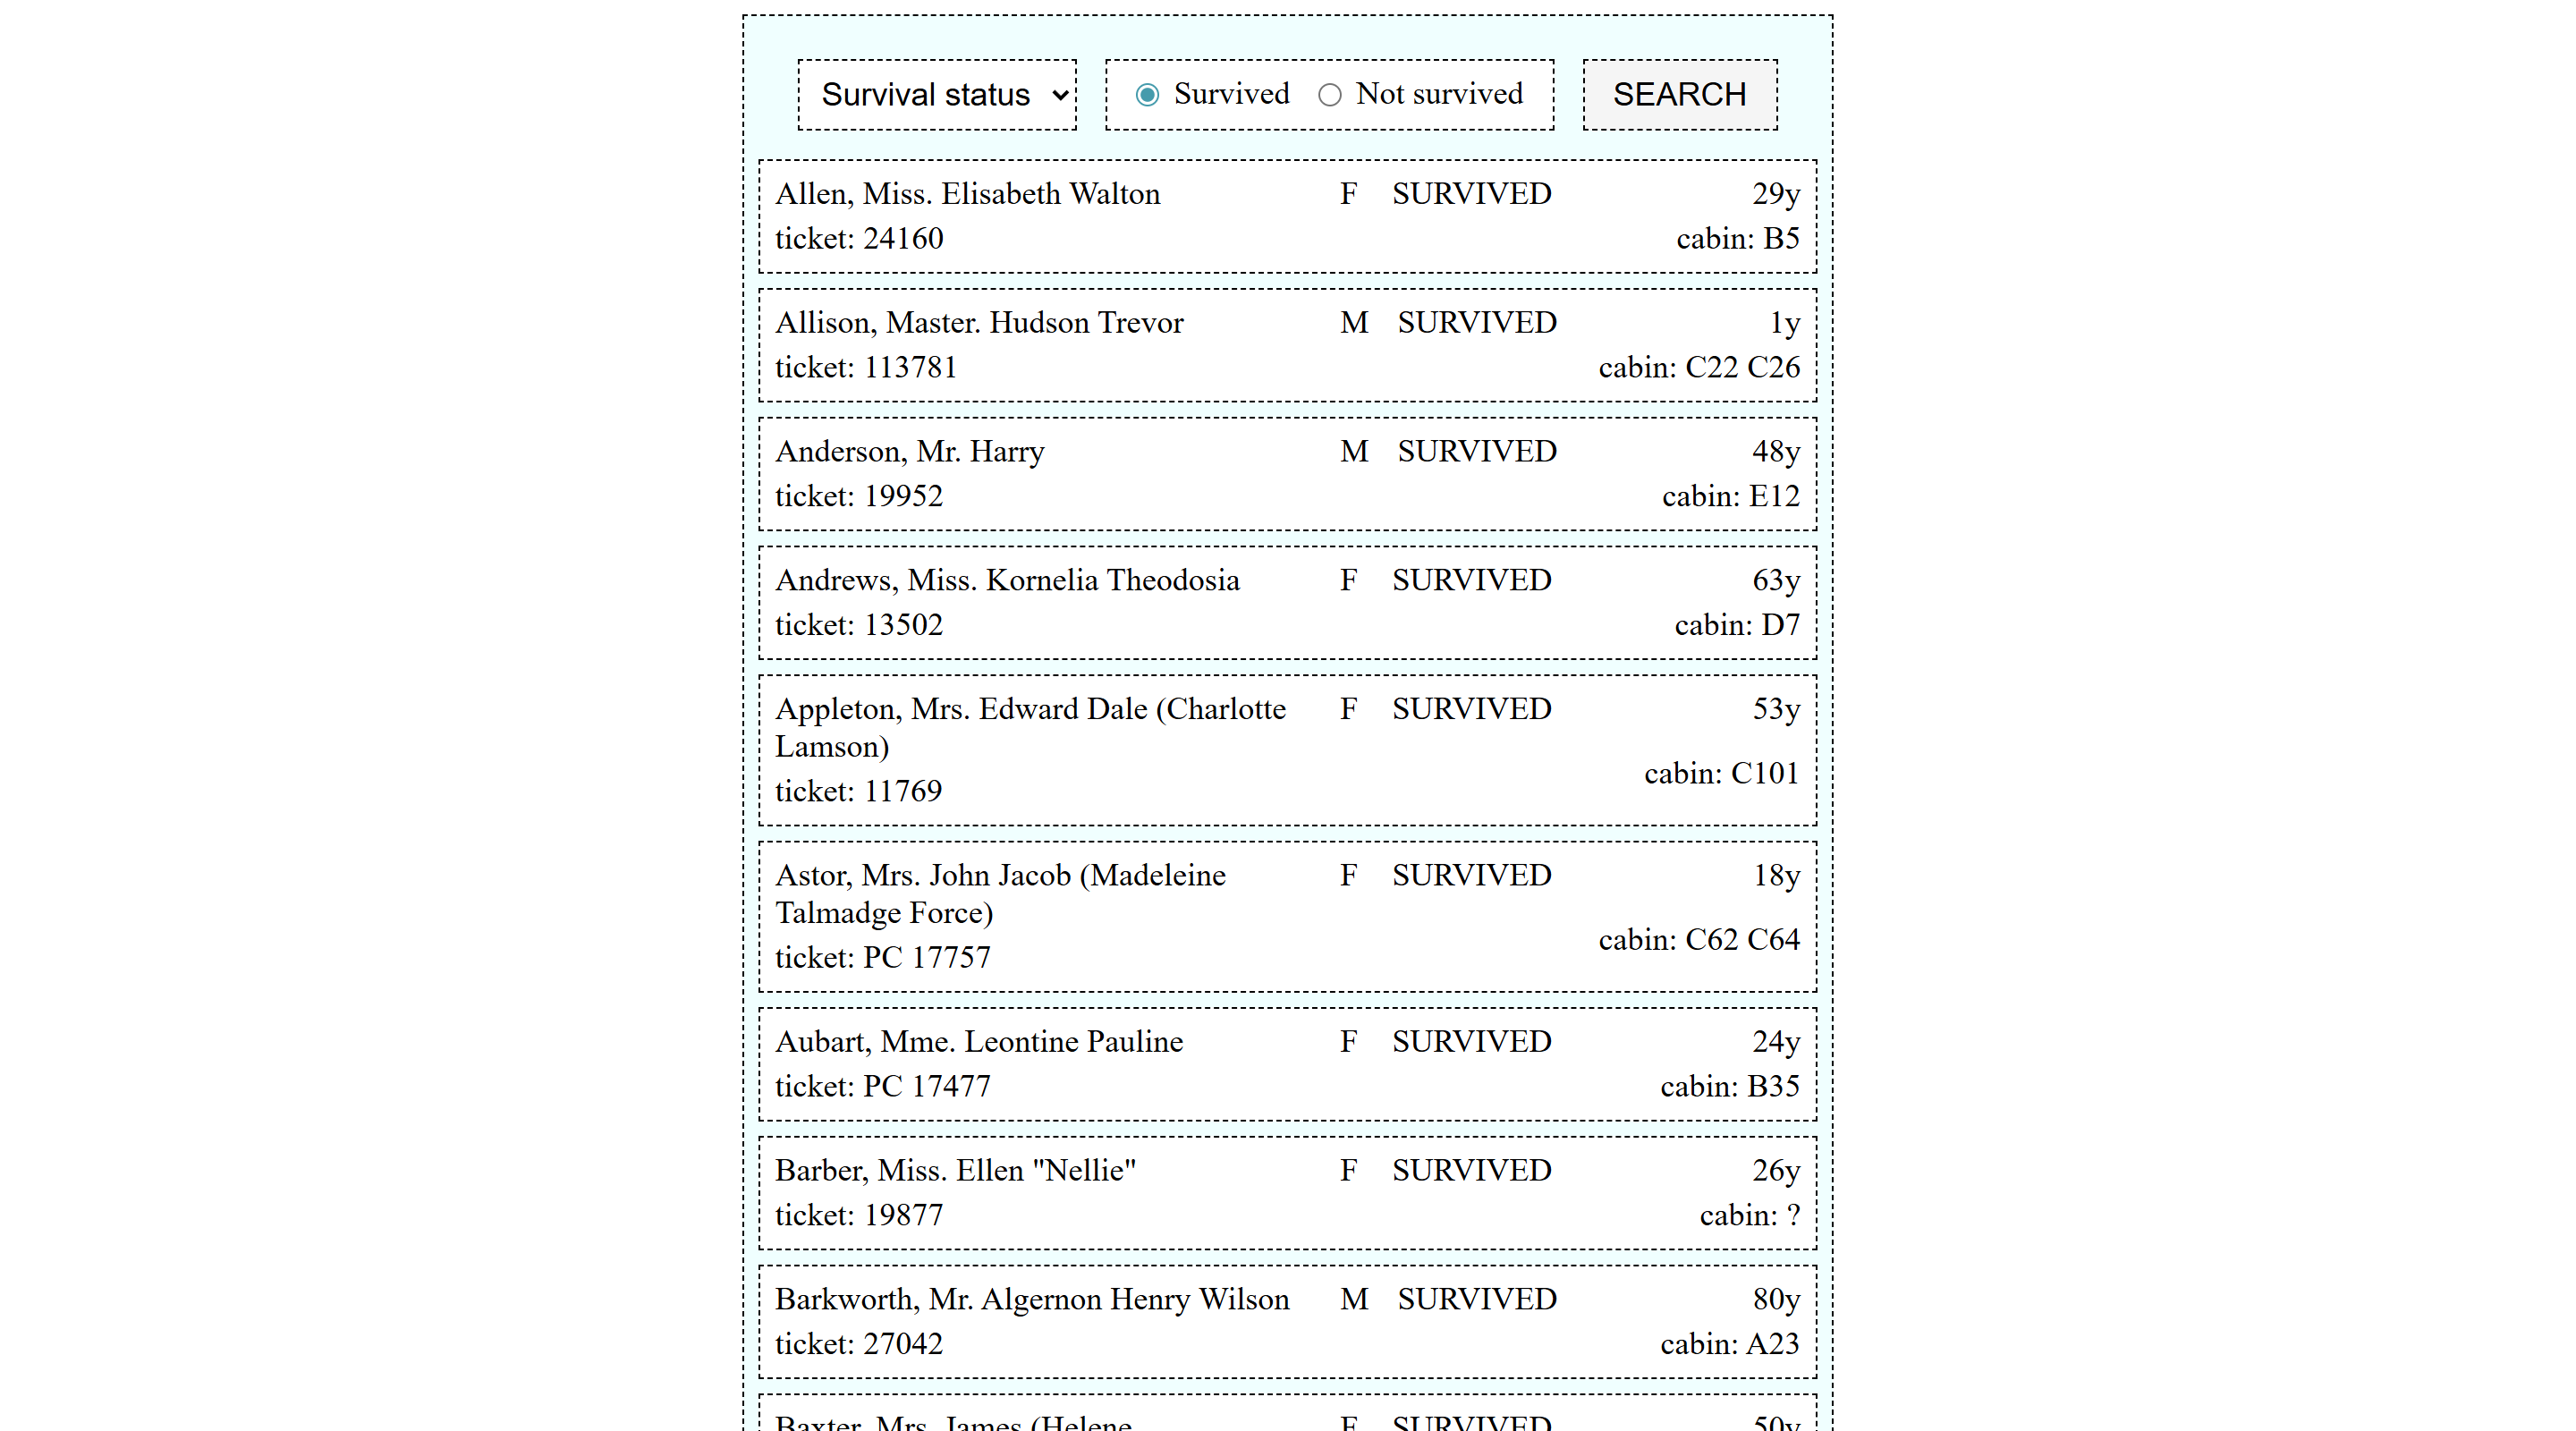 Survival status Survived Not survived SEARCH
Allen, Miss. Elisabeth Walton F SURVIVED 29y
ticket: 24160 cabin: B5
Allison, Master. Hudson Trevor M SURVIVED 1y
ticket: 113781 cabin: C22 C26
Anderson, Mr. Harry M SURVIVED 48y
ticket: 19952 cabin: E12
Andrews, Miss. Kornelia Theodosia F SURVIVED 63y
ticket: 13502 cabin: D7
Appleton, Mrs. Edward Dale (Charlotte F SURVIVED 53y
Lamson)
cabin: C101
ticket: 11769
Astor, Mrs. John Jacob (Madeleine F SURVIVED 18y
Talmadge Force)
cabin: C62 C64
ticket: PC 17757
Aubart, Mme. Leontine Pauline F SURVIVED 24y
ticket: PC 17477 cabin: B35
Barber, Miss. Ellen "Nellie" F SURVIVED 26y
ticket: 19877 cabin: ?
Barkworth, Mr. Algernon Henry Wilson M SURVIVED 80y
ticket: 27042 cabin: A23
Baxter, Mrs. James (Helene F SURVIVED 50y